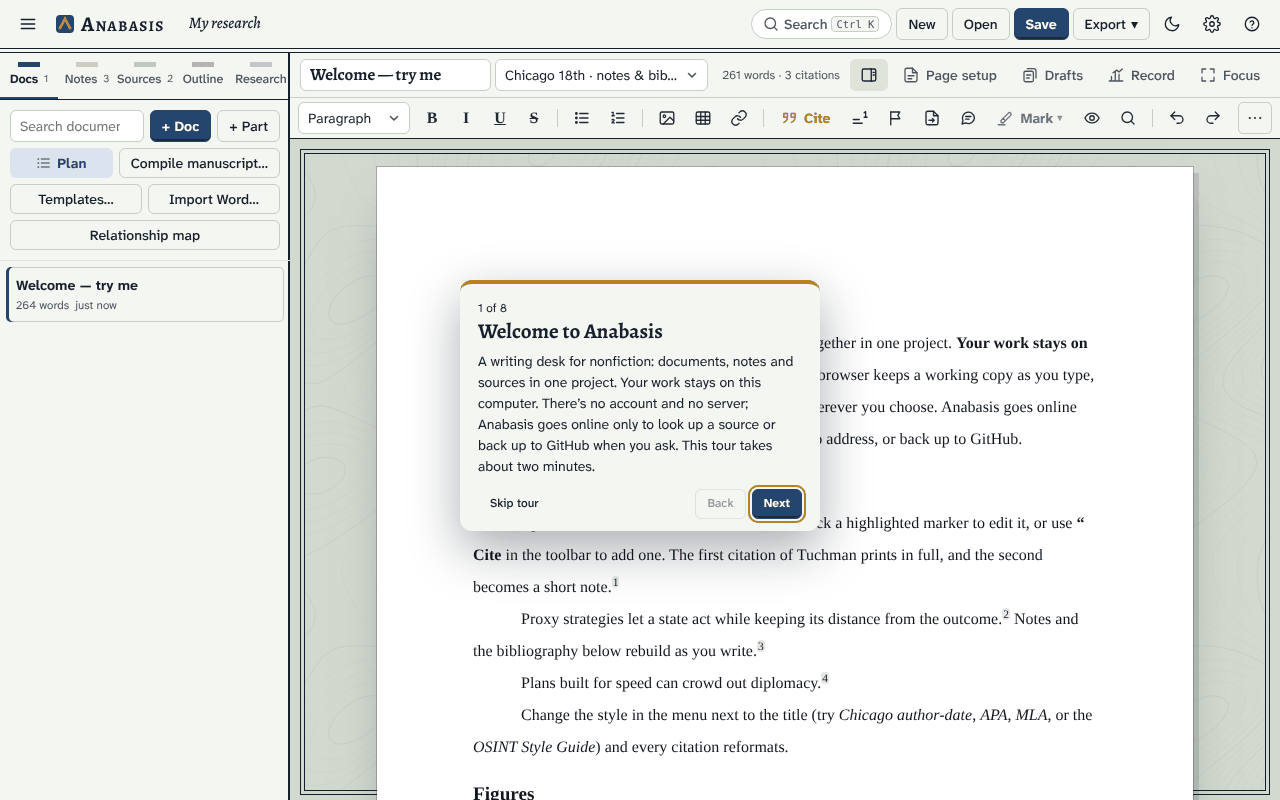 Anabasis My research Search Ctrl K New Open Save Export ▾
Docs 1 Notes 3 Sources 2 Outline Research
Welcome — try me Chicago 18th · notes & bib... 261 words · 3 citations Page setup Drafts Record Focus
Search documer + Doc + Part
Paragraph B I U S Cite Mark ▾
Plan Compile manuscript...
Templates... Import Word...
Relationship map
Welcome — try me
264 words just now
1 of 8
Welcome to Anabasis
A writing desk for nonfiction: documents, notes and
sources in one project. Your work stays on this
computer. There's no account and no server;
Anabasis goes online only to look up a source or
back up to GitHub when you ask. This tour takes
about two minutes.
Skip tour Back Next
gether in one project. Your work stays on
browser keeps a working copy as you type,
erever you choose. Anabasis goes online
address, or back up to GitHub.
ck a highlighted marker to edit it, or use “
Cite in the toolbar to add one. The first citation of Tuchman prints in full, and the second
becomes a short note.1
Proxy strategies let a state act while keeping its distance from the outcome.2 Notes and
the bibliography below rebuild as you write.3
Plans built for speed can crowd out diplomacy.4
Change the style in the menu next to the title (try Chicago author-date, APA, MLA, or the
OSINT Style Guide) and every citation reformats.
Figures